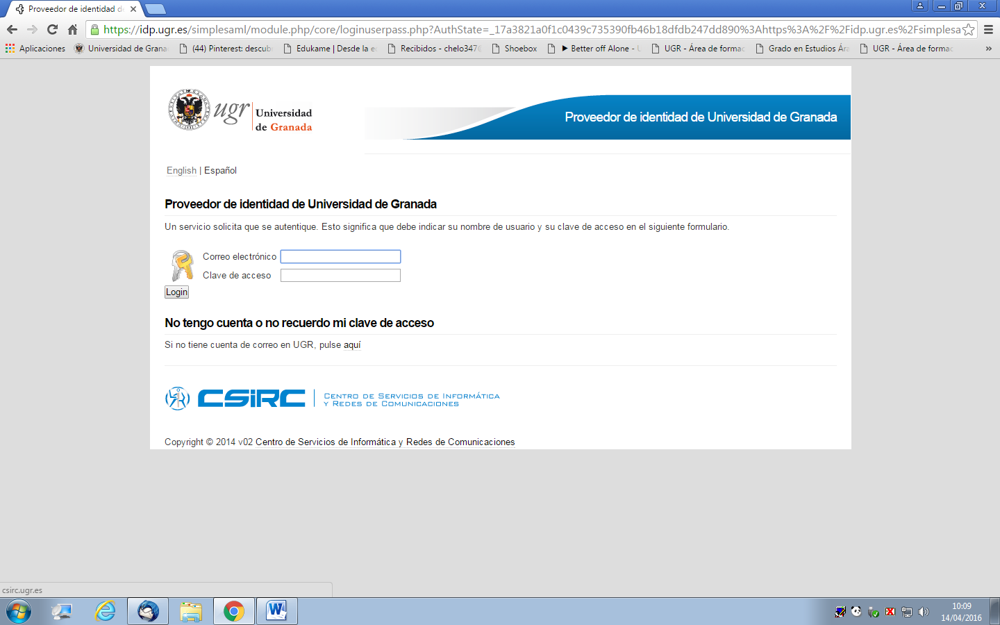 Proveedor de identidad d
https://idp.ugr.es/simplesaml/module.php/core/loginuserpass.php?AuthState=_17a3821a0f1c0439c735390fb46b18dfdb247dd890%3Ahttps%3A%2F%2Fidp.ugr.es%2Fsimplesa
Aplicaciones Universidad de Grana (44) Pinterest: descub Edukame | Desde la e Recibidos - chelo347 Shoebox ▶ Better off Alone - UGR - Área de formac Grado en Estudios Ára UGR - Área de formac »
ugr Universidad
de Granada
Proveedor de identidad de Universidad de Granada
English | Español
Proveedor de identidad de Universidad de Granada
Un servicio solicita que se autentique. Esto significa que debe indicar su nombre de usuario y su clave de acceso en el siguiente formulario.
Correo electrónico
Clave de acceso
Login
No tengo cuenta o no recuerdo mi clave de acceso
Si no tiene cuenta de correo en UGR, pulse aquí
CSIRC Centro de Servicios de Informática
y Redes de Comunicaciones
Copyright © 2014 v02 Centro de Servicios de Informática y Redes de Comunicaciones
csirc.ugr.es
10:09
14/04/2016